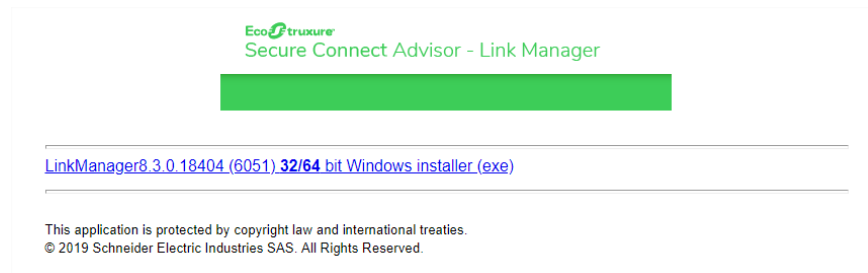 EcoStruxure
Secure Connect Advisor - Link Manager
LinkManager8.3.0.18404 (6051) 32/64 bit Windows installer (exe)
This application is protected by copyright law and international treaties.
© 2019 Schneider Electric Industries SAS. All Rights Reserved.